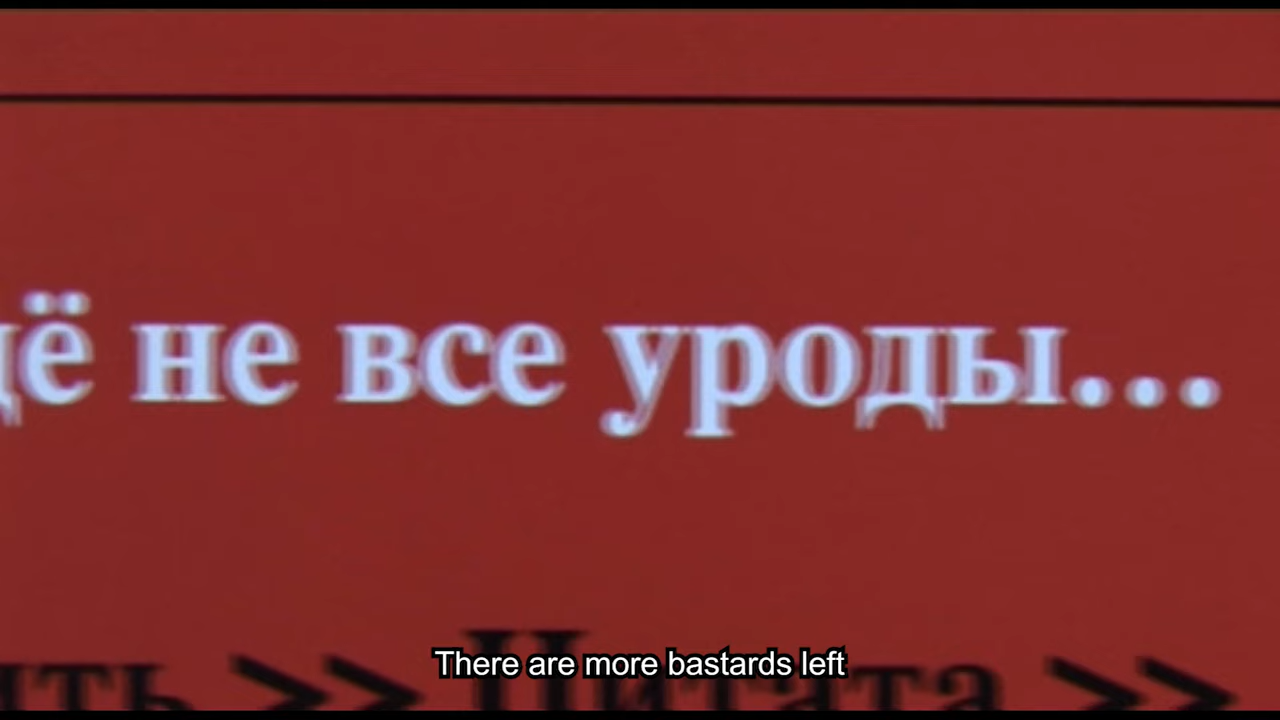 ё не все уроды...
There are more bastards left
>> Цитата >>